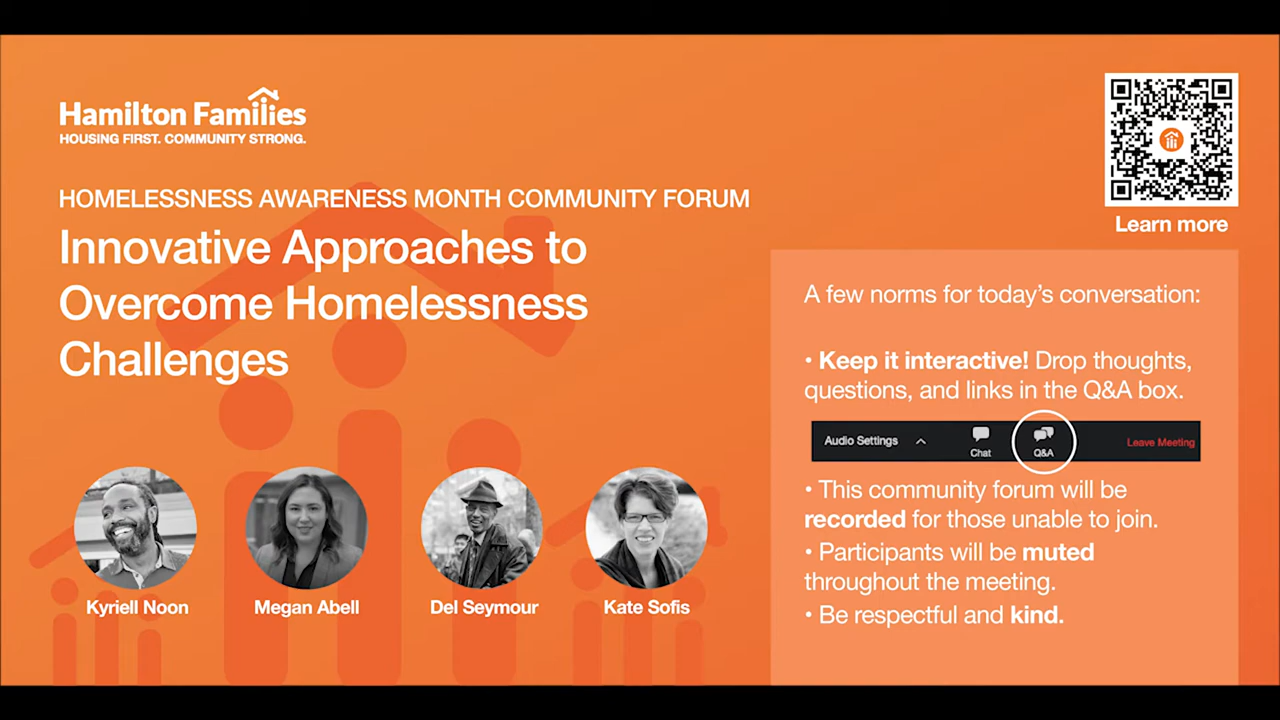 Hamilton Families
HOUSING FIRST. COMMUNITY STRONG.
HOMELESSNESS AWARENESS MONTH COMMUNITY FORUM
Innovative Approaches to
Overcome Homelessness
Challenges
Kyriell Noon
Megan Abell
Del Seymour
Kate Sofis
Learn more
A few norms for today's conversation:
• Keep it interactive! Drop thoughts,
questions, and links in the Q&A box.
Audio Settings
Chat
Q&A
Leave Meeting
• This community forum will be
recorded for those unable to join.
• Participants will be muted
throughout the meeting.
• Be respectful and kind.